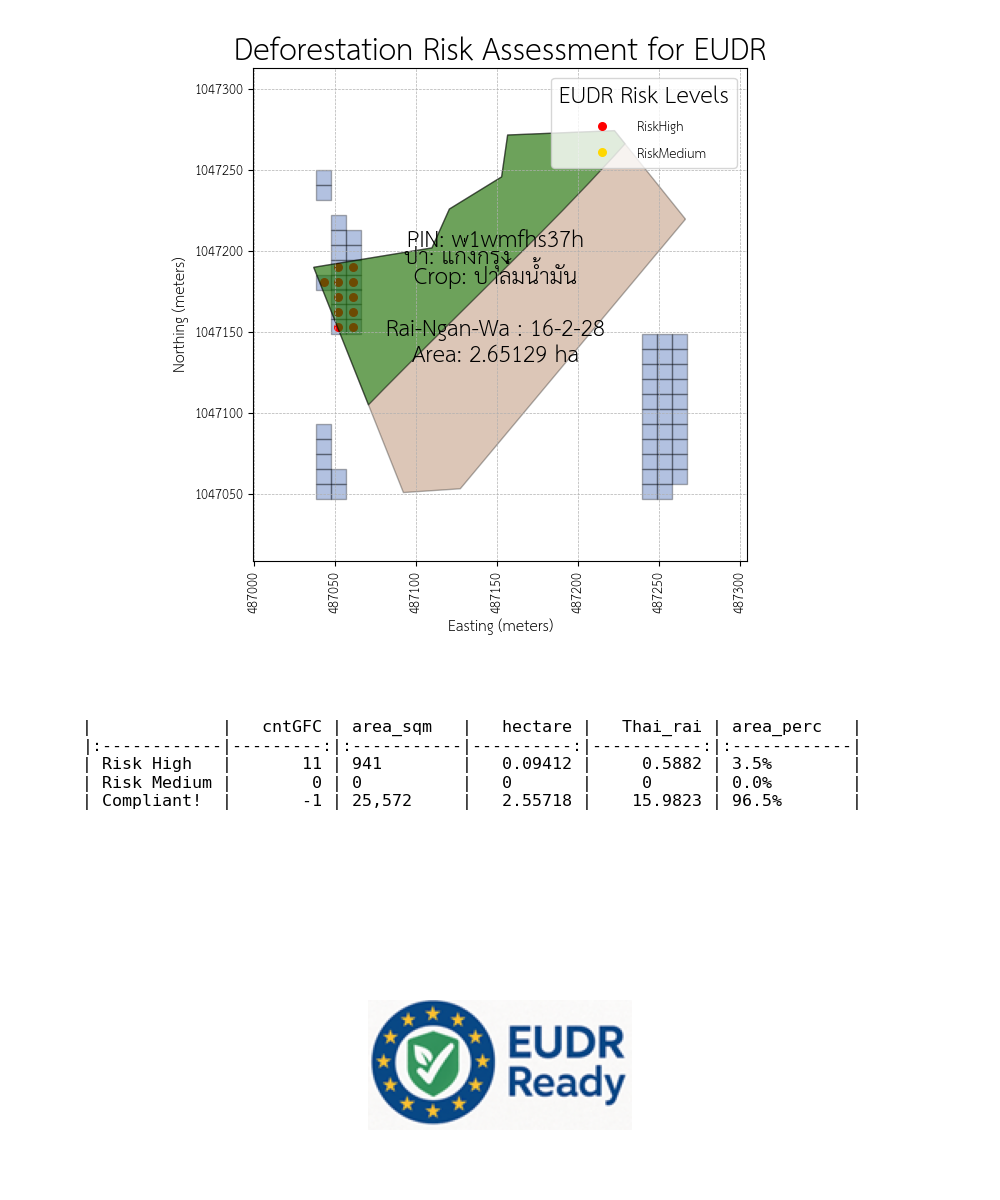 Deforestation Risk Assessment for EUDR
1047300
1047250
1047200
1047150
1047100
1047050
Northing (meters)
EUDR Risk Levels
RiskHigh
RiskMedium
PIN: w1wmfhs37h
ป่า: แกงกรุง
Crop: ปาล์มน้ำมัน
Rai-Ngan-Wa : 16-2-28
Area: 2.65129 ha
487000
487050
487100
487150
487200
487250
487300
Easting (meters)
|             |   cntGFC | area_sqm   |   hectare |   Thai_rai | area_perc   |
|:------------|---------:|:-----------|----------:|-----------:|:------------|
| Risk High   |       11 | 941        |   0.09412 |     0.5882 | 3.5%        |
| Risk Medium |        0 | 0          |   0       |     0      | 0.0%        |
| Compliant!  |       -1 | 25,572     |   2.55718 |    15.9823 | 96.5%       |
EUDR
Ready